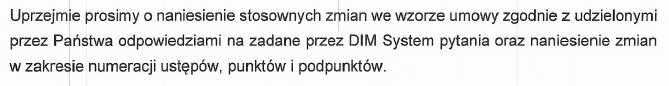 Uprzejmie prosimy o naniesienie stosownych zmian we wzorze umowy zgodnie z udzielonymi
przez Państwa odpowiedziami na zadane przez DIM System pytania oraz naniesienie zmian
w zakresie numeracji ustępów, punktów i podpunktów.